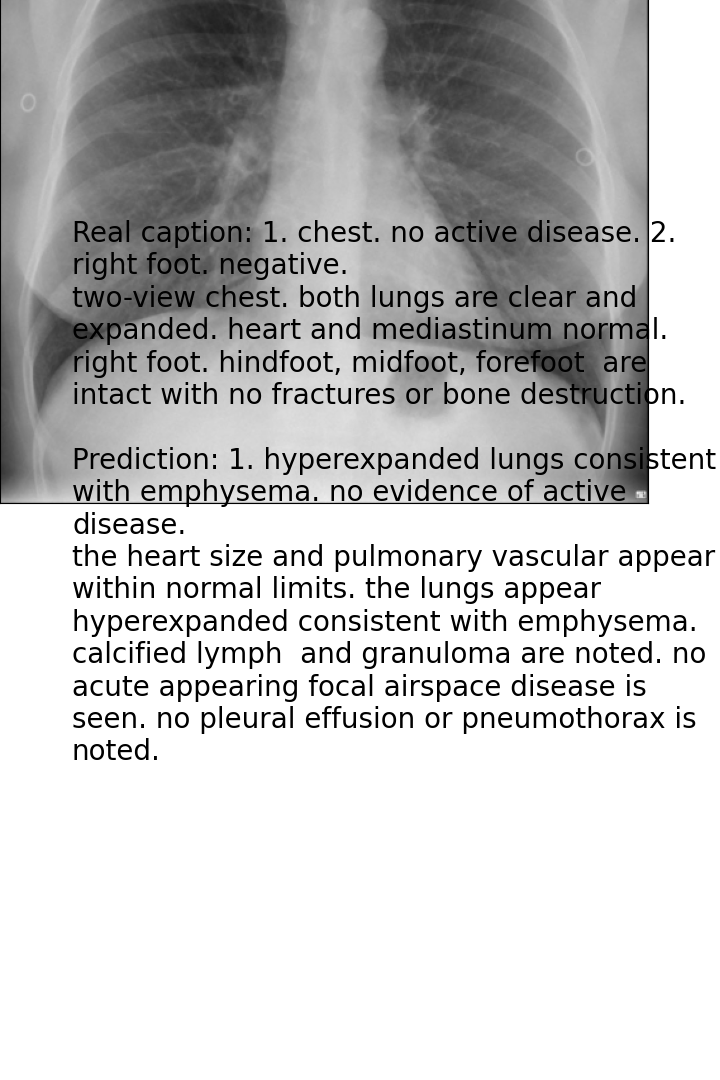 Real caption: 1. chest. no active disease. 2.
right foot. negative.
two-view chest. both lungs are clear and
expanded. heart and mediastinum normal.
right foot. hindfoot, midfoot, forefoot  are
intact with no fractures or bone destruction.
Prediction: 1. hyperexpanded lungs consistent
with emphysema. no evidence of active
disease.
the heart size and pulmonary vascular appear
within normal limits. the lungs appear
hyperexpanded consistent with emphysema.
calcified lymph  and granuloma are noted. no
acute appearing focal airspace disease is
seen. no pleural effusion or pneumothorax is
noted.